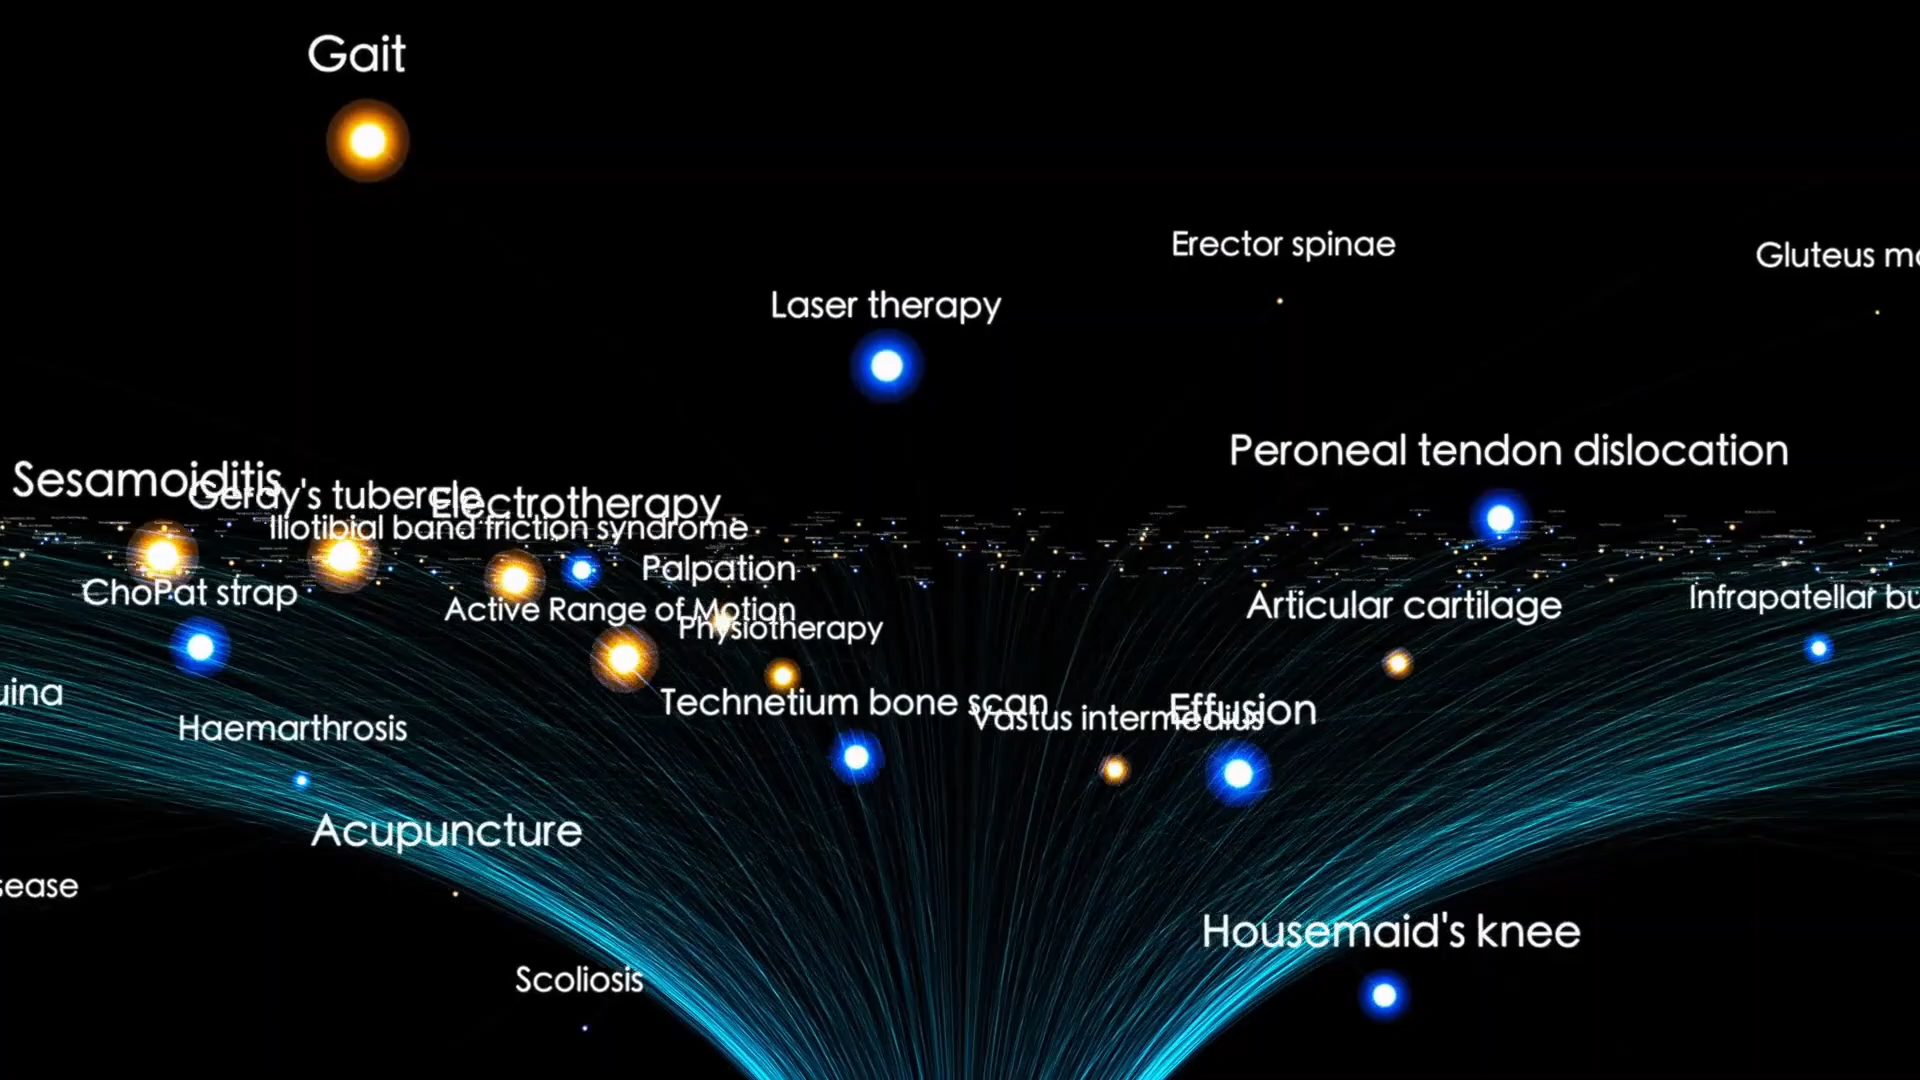 Gait
Erector spinae
Gluteus m
Laser therapy
Peroneal tendon dislocation
Sesamoiditis
Gerdy's tubercle
Electrotherapy
Iliotibial band friction syndrome
Palpation
ChoPat strap
Active Range of Motion
Physiotherapy
Articular cartilage
Infrapatellar bu
uina
Technetium bone scan
Vastus intermedius
Effusion
Haemarthrosis
Acupuncture
sease
Housemaid's knee
Scoliosis